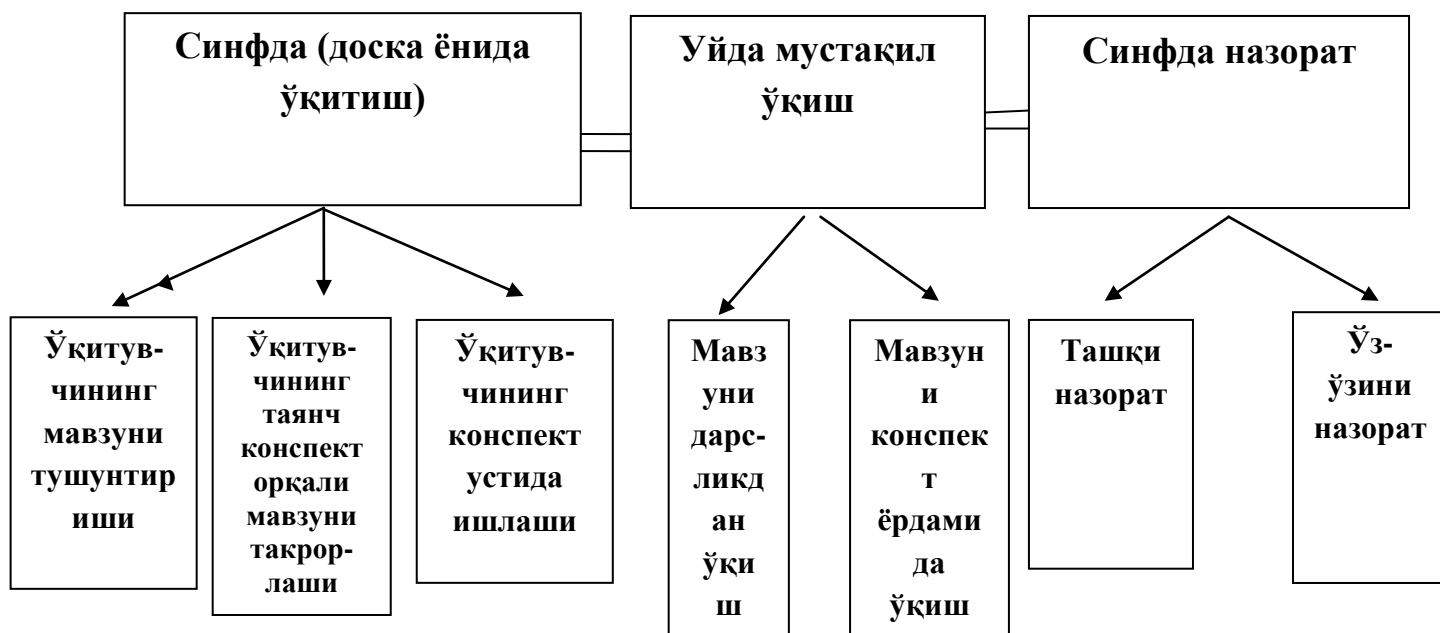 Синфда (доска ёнида
ўқитиш)
Уйда мустақил
ўқиш
Синфда назорат
Ўқитув-
чининг
мавзуни
тушунтир
иши
Ўқитув-
чининг
таянч
конспект
орқали
мавзуни
такрор-
лаши
Ўқитув-
чининг
конспект
устида
ишлаши
Мавз
уни
дарс-
ликд
ан
ўқи
ш
Мавзун
и
конспек
т
ёрдами
да
ўқиш
Ташқи
назорат
Ўз-
ўзини
назорат